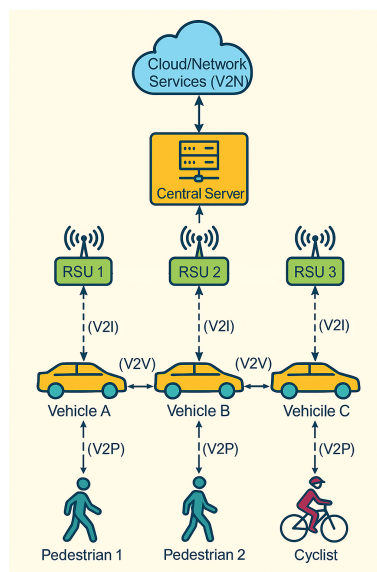 Cloud/Network
Services (V2N)
Central Server
RSU 1
RSU 2
RSU 3
(V2I)
(V2I)
(V2I)
(V2V)
(V2V)
Vehicle A
Vehicle B
Vehicile C
(V2P)
(V2P)
(V2P)
Pedestrian 1
Pedestrian 2
Cyclist